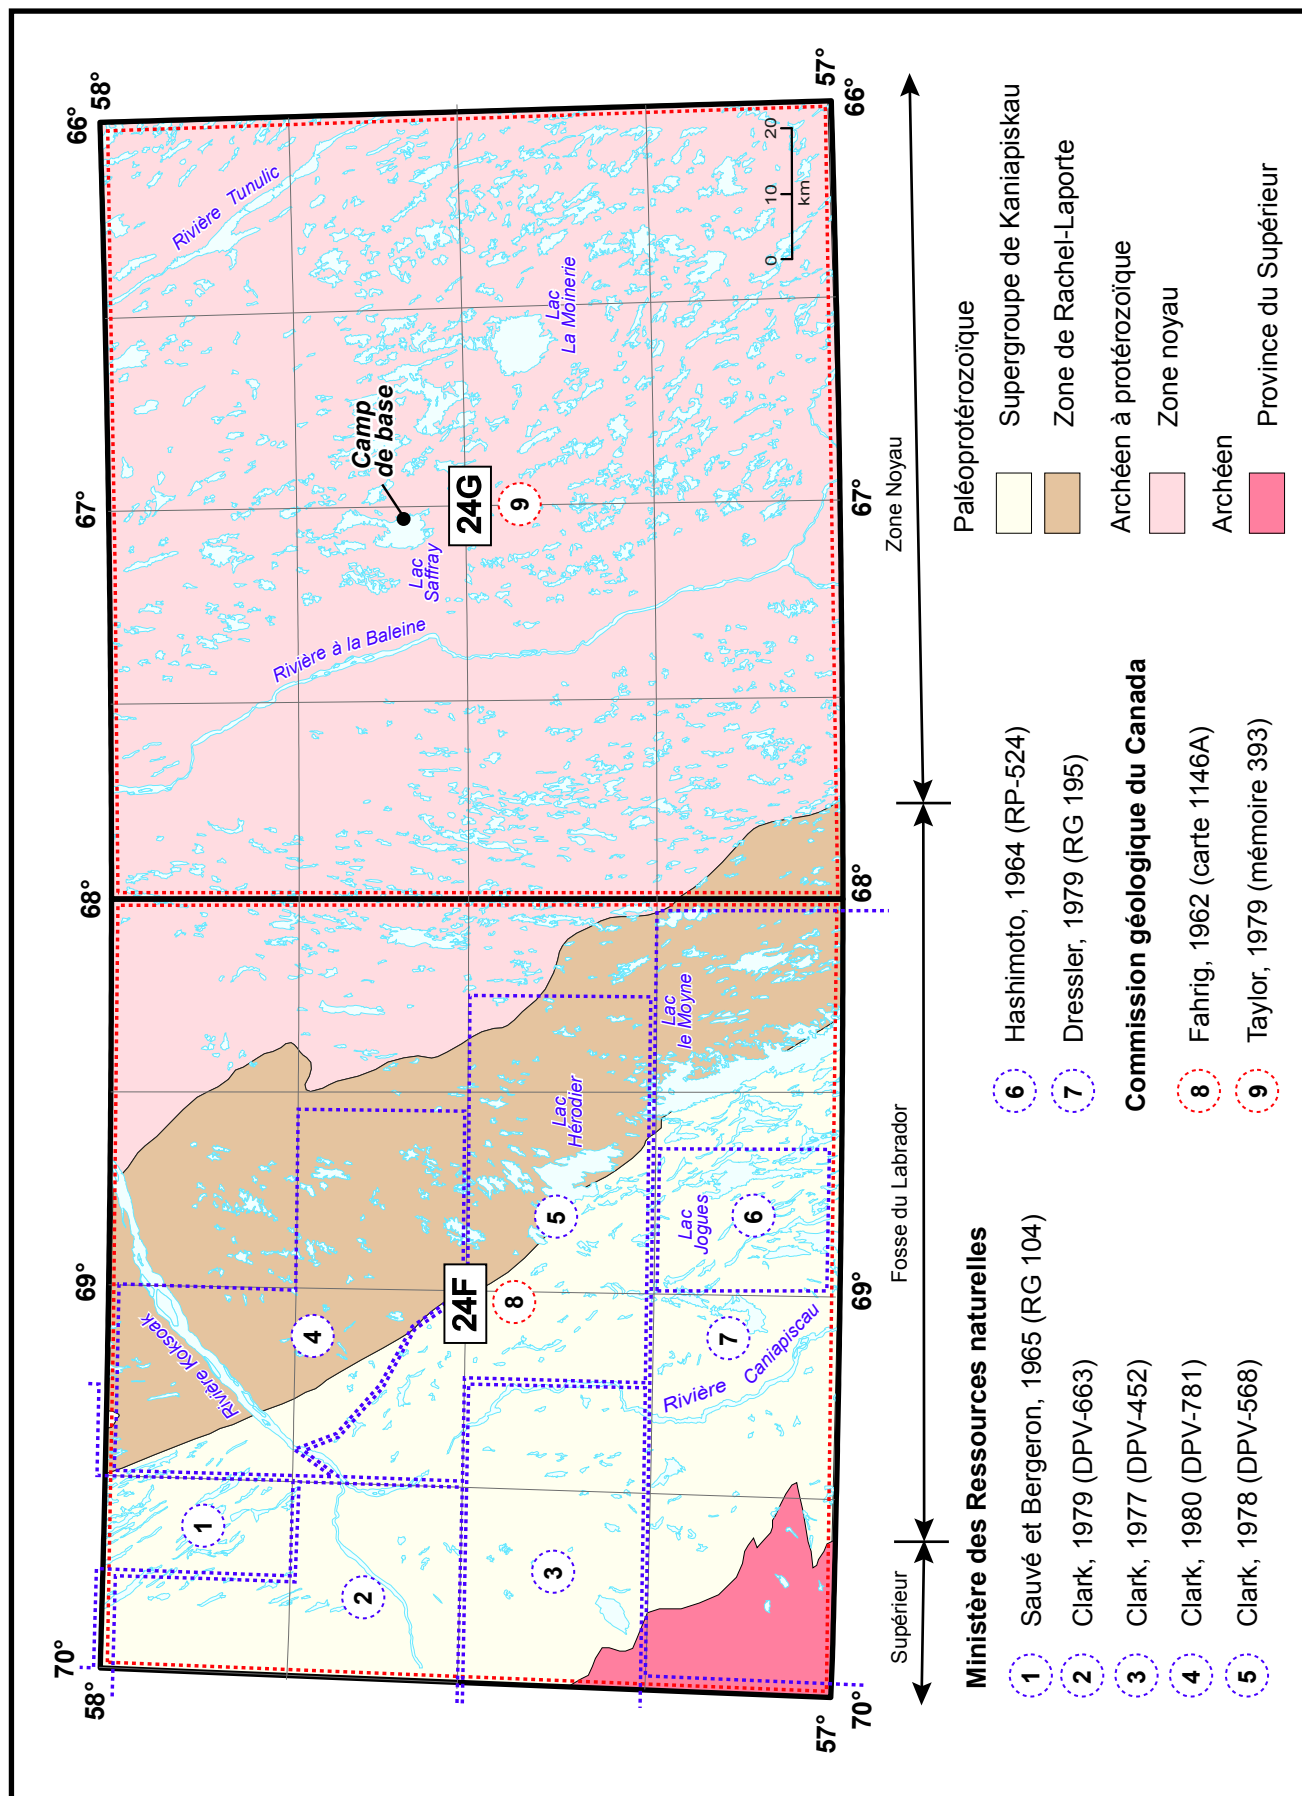 70°
69°
68°
67°
66°
58°
58°
Rivière Koksoak
Rivière à la Baleine
Rivière Tunulic
Camp
de base
Lac
Saffray
Lac
La Moinerie
Lac
Hérodier
Lac
le Moyne
Lac
Jogues
Rivière Caniapiscau
24F
24G
1
2
3
4
5
6
7
8
9
0 10 20
km
57°
57°
70°
69°
68°
67°
66°
Supérieur
Fosse du Labrador
Zone Noyau
Ministère des Ressources naturelles
1 Sauvé et Bergeron, 1965 (RG 104)
2 Clark, 1979 (DPV-663)
3 Clark, 1977 (DPV-452)
4 Clark, 1980 (DPV-781)
5 Clark, 1978 (DPV-568)
6 Hashimoto, 1964 (RP-524)
7 Dressler, 1979 (RG 195)
Commission géologique du Canada
8 Fahrig, 1962 (carte 1146A)
9 Taylor, 1979 (mémoire 393)
Paléoprotérozoïque
Supergroupe de Kaniapiskau
Zone de Rachel-Laporte
Archéen à protérozoïque
Zone noyau
Archéen
Province du Supérieur